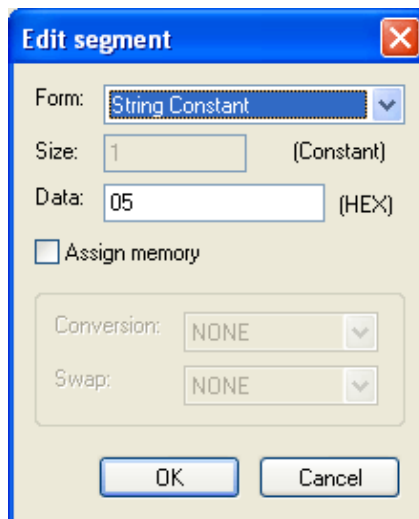 Edit segment
Form: String Constant
Size: 1 (Constant)
Data: 05 (HEX)
Assign memory
Conversion: NONE
Swap: NONE
OK Cancel